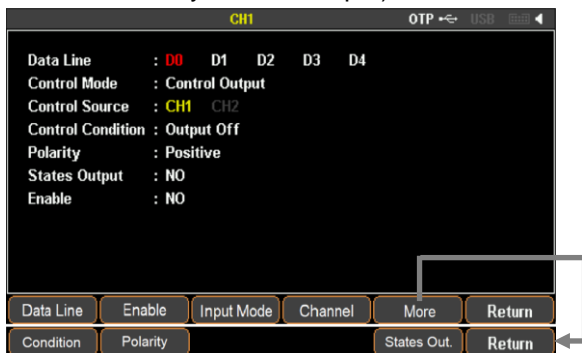 CH1 OTP USB
Data Line : D0 D1 D2 D3 D4
Control Mode : Control Output
Control Source : CH1 CH2
Control Condition : Output Off
Polarity : Positive
States Output : NO
Enable : NO
Data Line Enable Input Mode Channel More Return
Condition Polarity States Out. Return